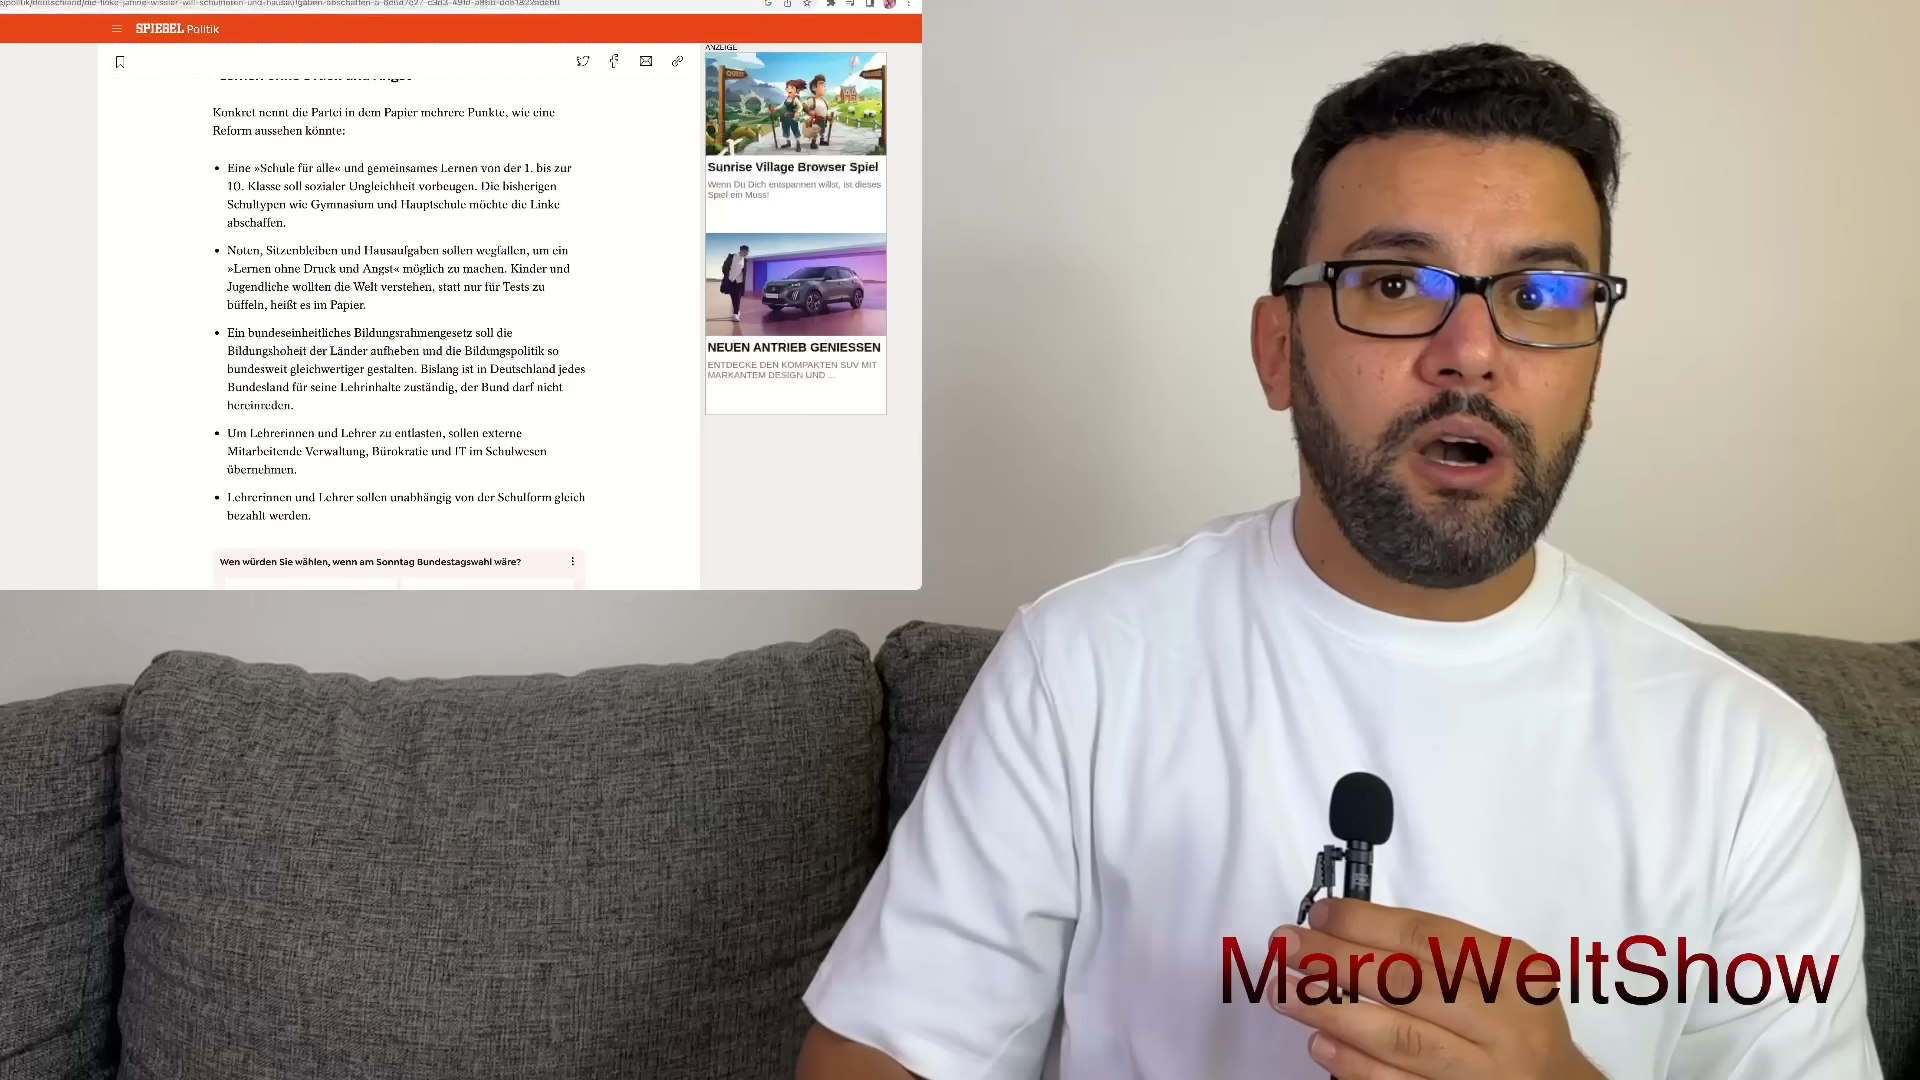 SPIEGEL Politik
»Lernen ohne Druck und Angst«
Konkret nennt die Partei in dem Papier mehrere Punkte, wie eine
Reform aussehen könnte:
Eine »Schule für alle« und gemeinsames Lernen von der 1. bis zur
10. Klasse soll sozialer Ungleichheit vorbeugen. Die bisherigen
Schultypen wie Gymnasium und Hauptschule möchte die Linke
abschaffen.
Noten, Sitzenbleiben und Hausaufgaben sollen wegfallen, um ein
»Lernen ohne Druck und Angst« möglich zu machen. Kinder und
Jugendliche wollten die Welt verstehen, statt nur für Tests zu
büffeln, heißt es im Papier.
Ein bundeseinheitliches Bildungsrahmengesetz soll die
Bildungshoheit der Länder aufheben und die Bildungspolitik so
bundesweit gleichwertiger gestalten. Bislang ist in Deutschland jedes
Bundesland für seine Lehrinhalte zuständig, der Bund darf nicht
hereinreden.
Um Lehrerinnen und Lehrer zu entlasten, sollen externe
Mitarbeitende Verwaltung, Bürokratie und IT im Schulwesen
übernehmen.
Lehrerinnen und Lehrer sollen unabhängig von der Schulform gleich
bezahlt werden.
Wen würden Sie wählen, wenn am Sonntag Bundestagswahl wäre?
ANZEIGE
Sunrise Village Browser Spiel
Wenn Du Dich entspannen willst, ist dieses
Spiel ein Muss!
NEUEN ANTRIEB GENIESSEN
ENTDECKE DEN KOMPAKTEN SUV MIT
MARKANTEM DESIGN UND ...
MaroWeltShow